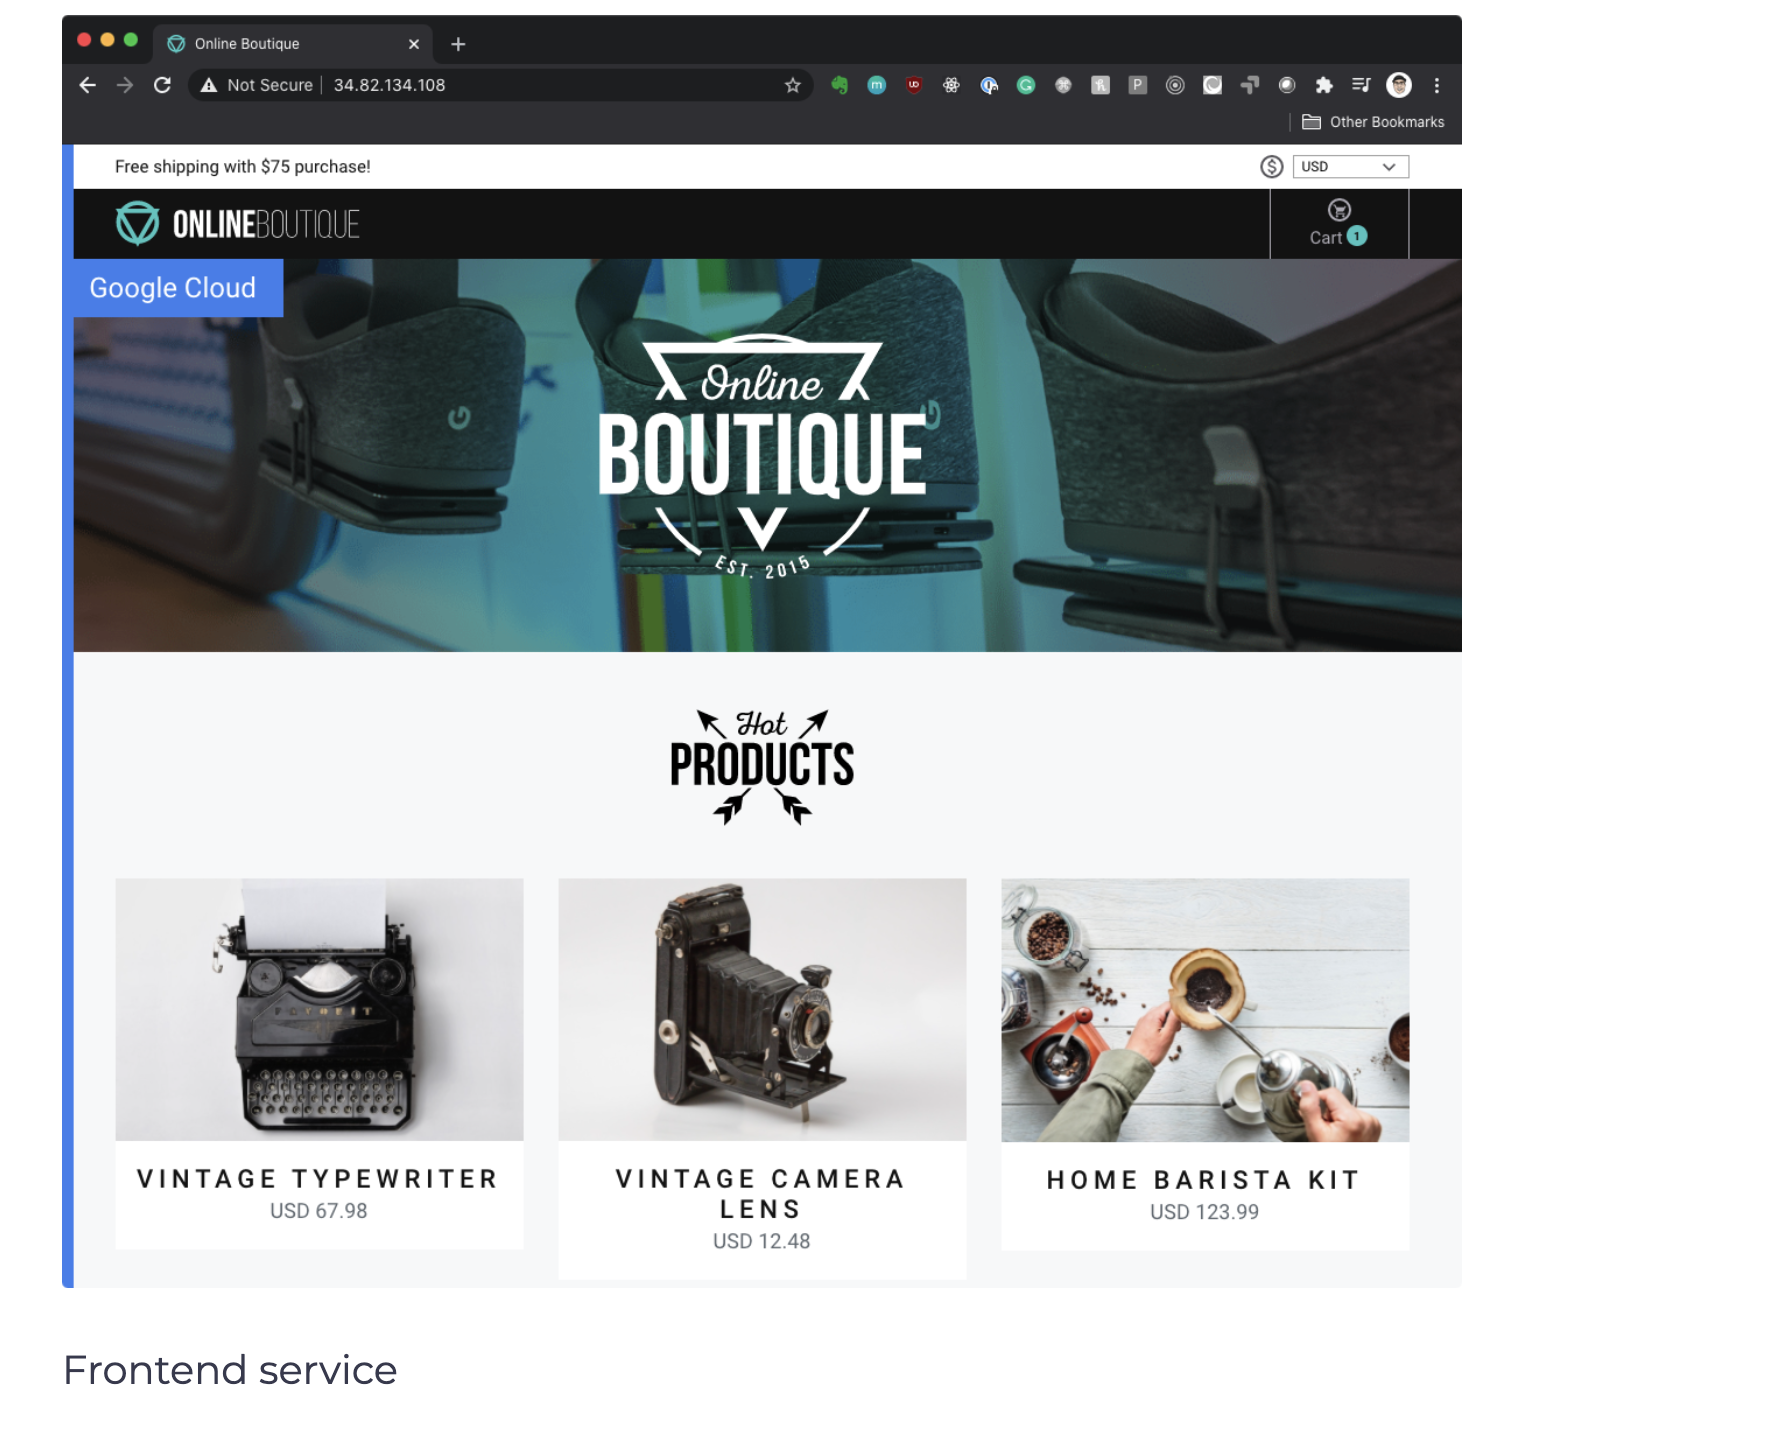 Online Boutique
Not Secure 34.82.134.108
Other Bookmarks
Free shipping with $75 purchase!
USD
ONLINEBOUTIQUE
Cart 1
Google Cloud
Online
BOUTIQUE
EST. 2015
Hot
PRODUCTS
VINTAGE TYPEWRITER
USD 67.98
VINTAGE CAMERA
LENS
USD 12.48
HOME BARISTA KIT
USD 123.99
Frontend service